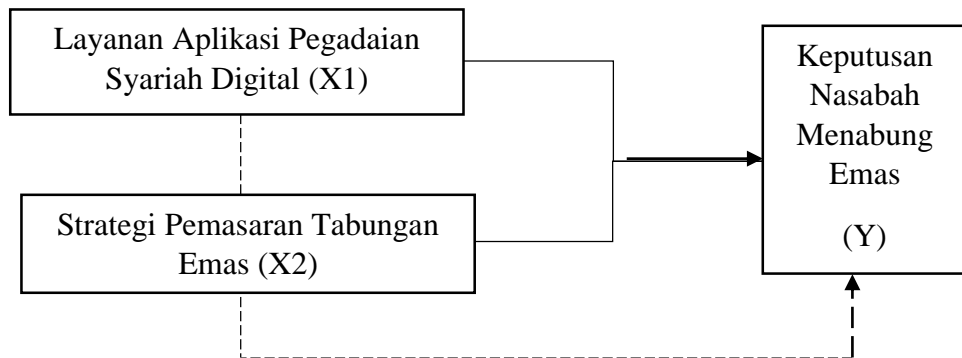 Layanan Aplikasi Pegadaian
Syariah Digital (X1)
Strategi Pemasaran Tabungan
Emas (X2)
Keputusan
Nasabah
Menabung
Emas
(Y)